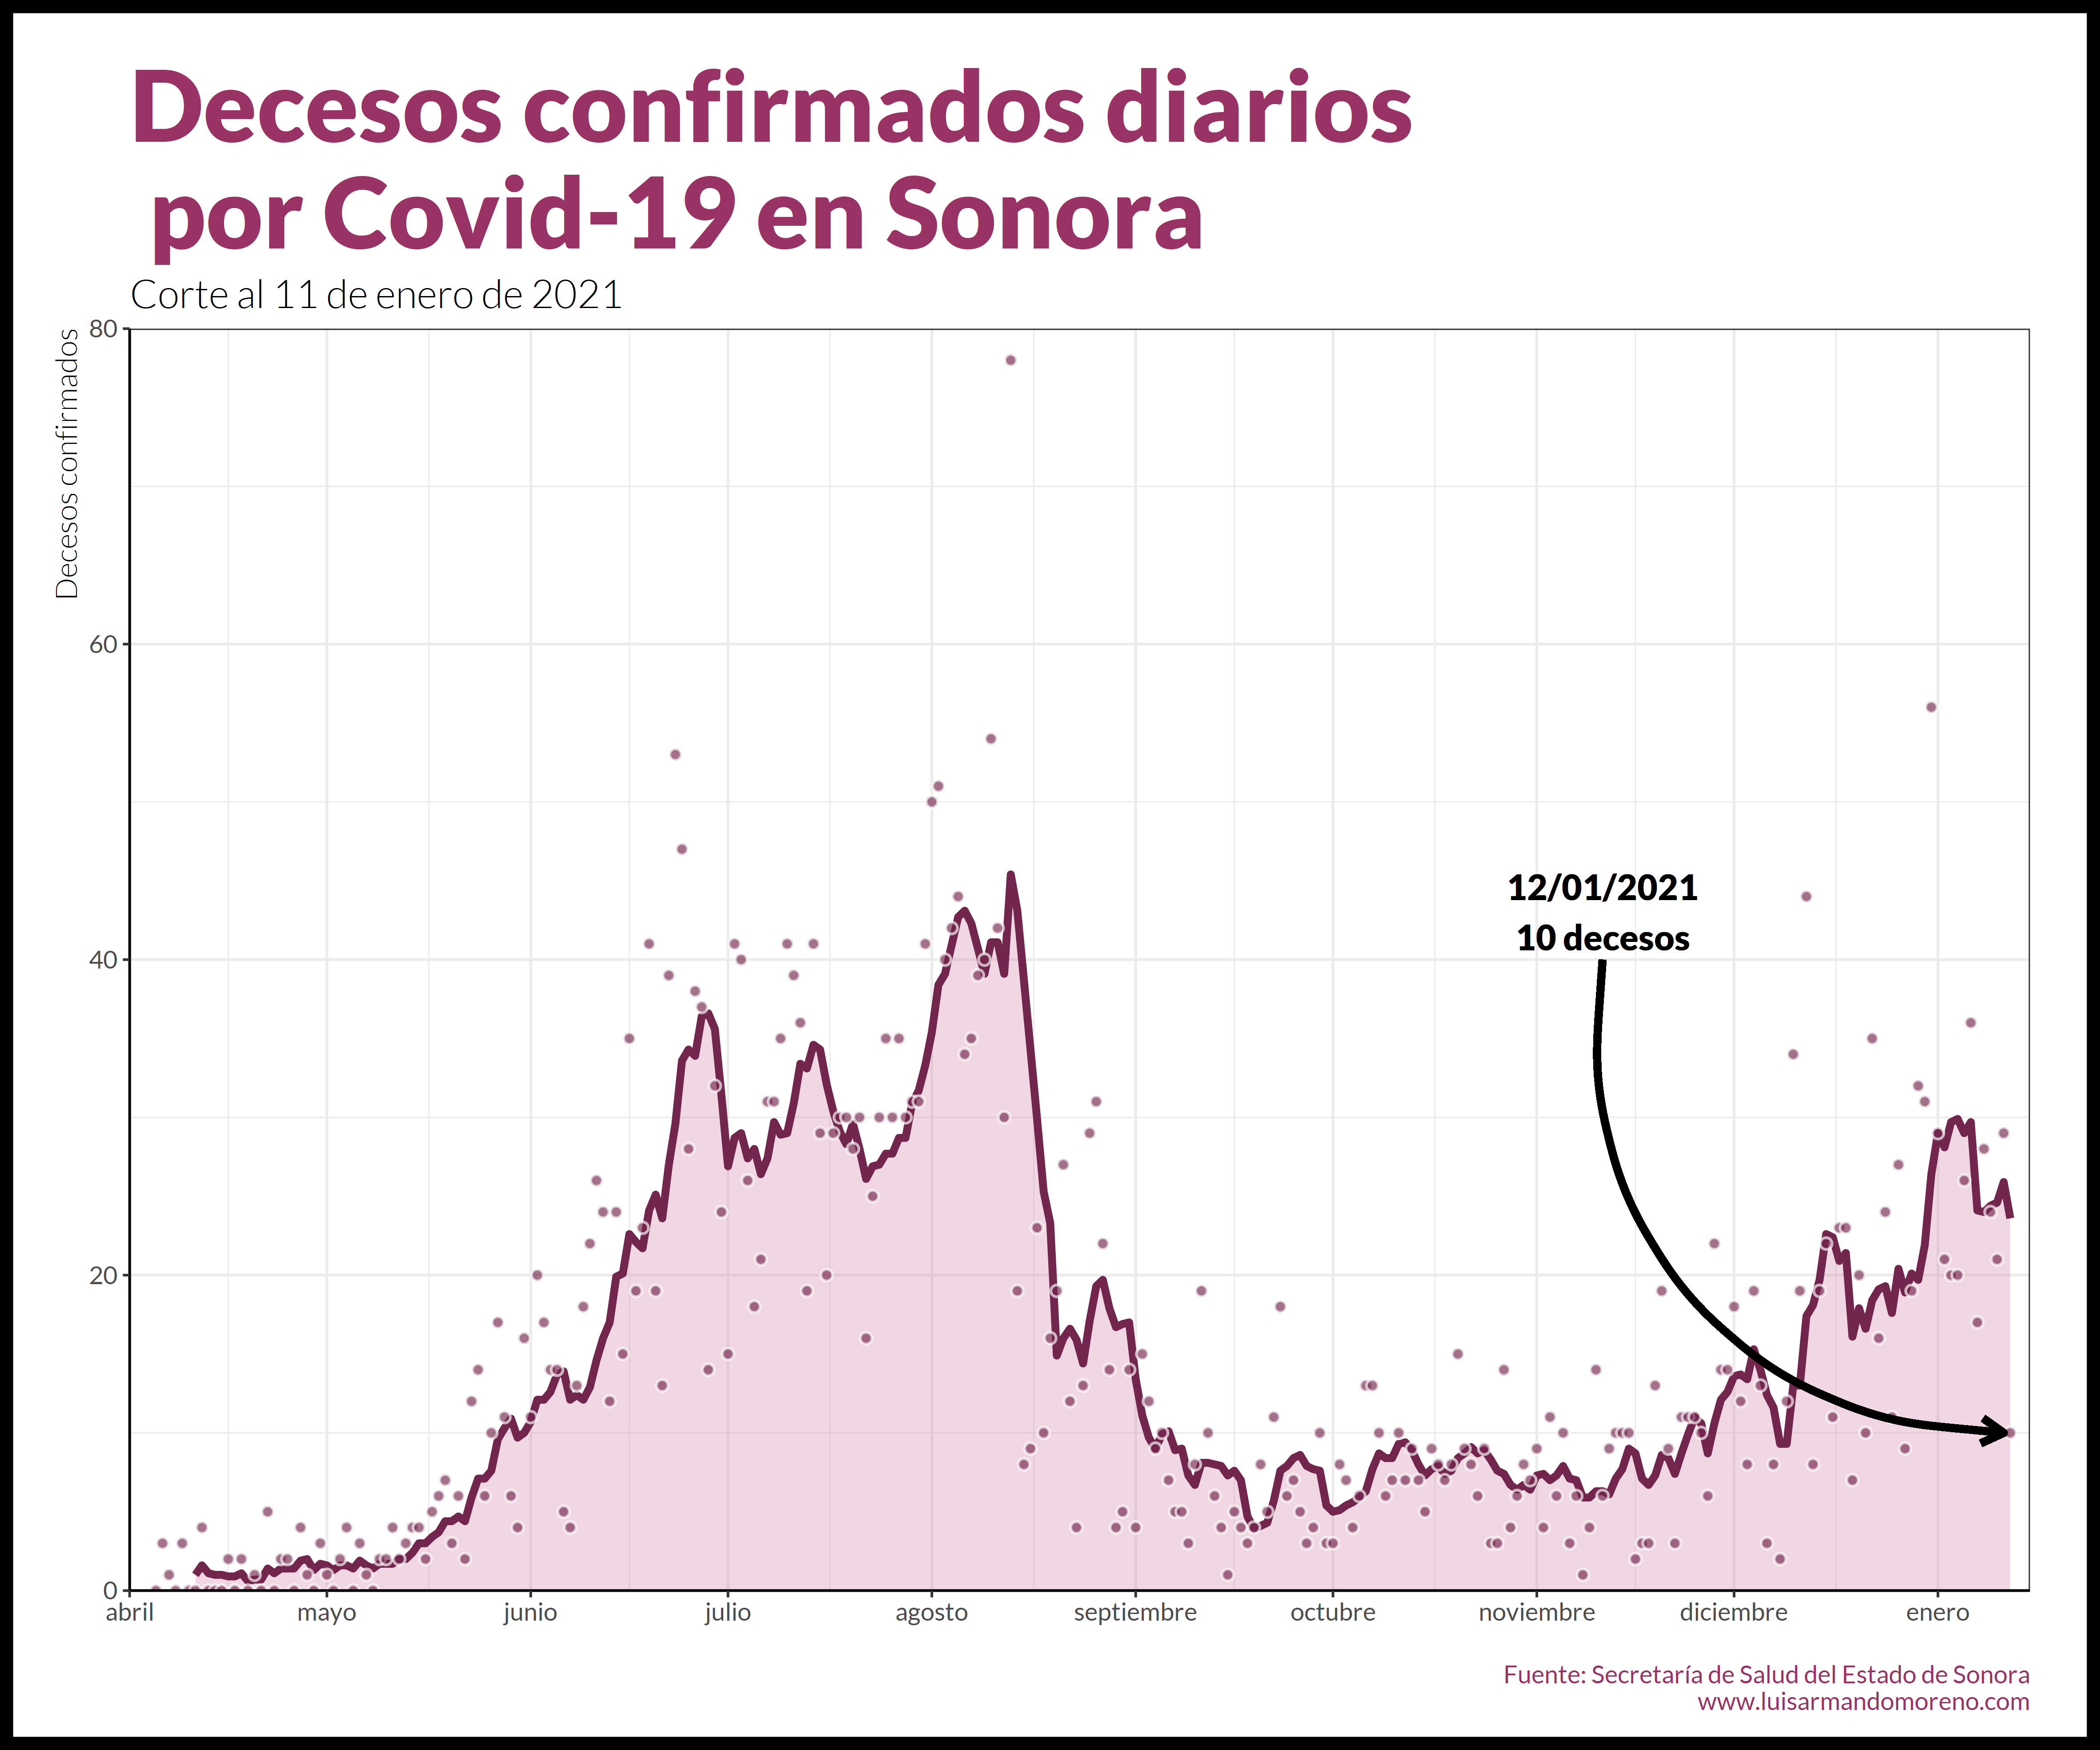 Decesos confirmados diarios
por Covid-19 en Sonora
Corte al 11 de enero de 2021
Decesos confirmados
80
60
40
20
0
12/01/2021
10 decesos
abril mayo junio julio agosto septiembre octubre noviembre diciembre enero
Fuente: Secretaría de Salud del Estado de Sonora
www.luisarmandomoreno.com